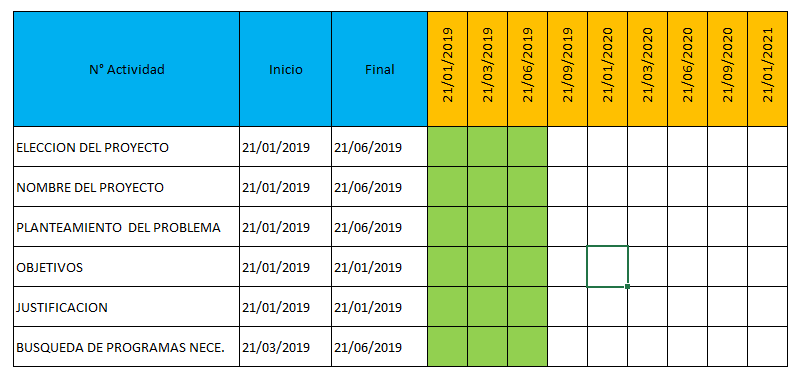 N° Actividad Inicio Final 21/01/2019 21/03/2019 21/06/2019 21/09/2019 21/01/2020 21/03/2020 21/06/2020 21/09/2020 21/01/2021
ELECCION DEL PROYECTO 21/01/2019 21/06/2019
NOMBRE DEL PROYECTO 21/01/2019 21/06/2019
PLANTEAMIENTO  DEL PROBLEMA 21/01/2019 21/06/2019
OBJETIVOS 21/01/2019 21/01/2019
JUSTIFICACION 21/01/2019 21/01/2019
BUSQUEDA DE PROGRAMAS NECE. 21/03/2019 21/06/2019